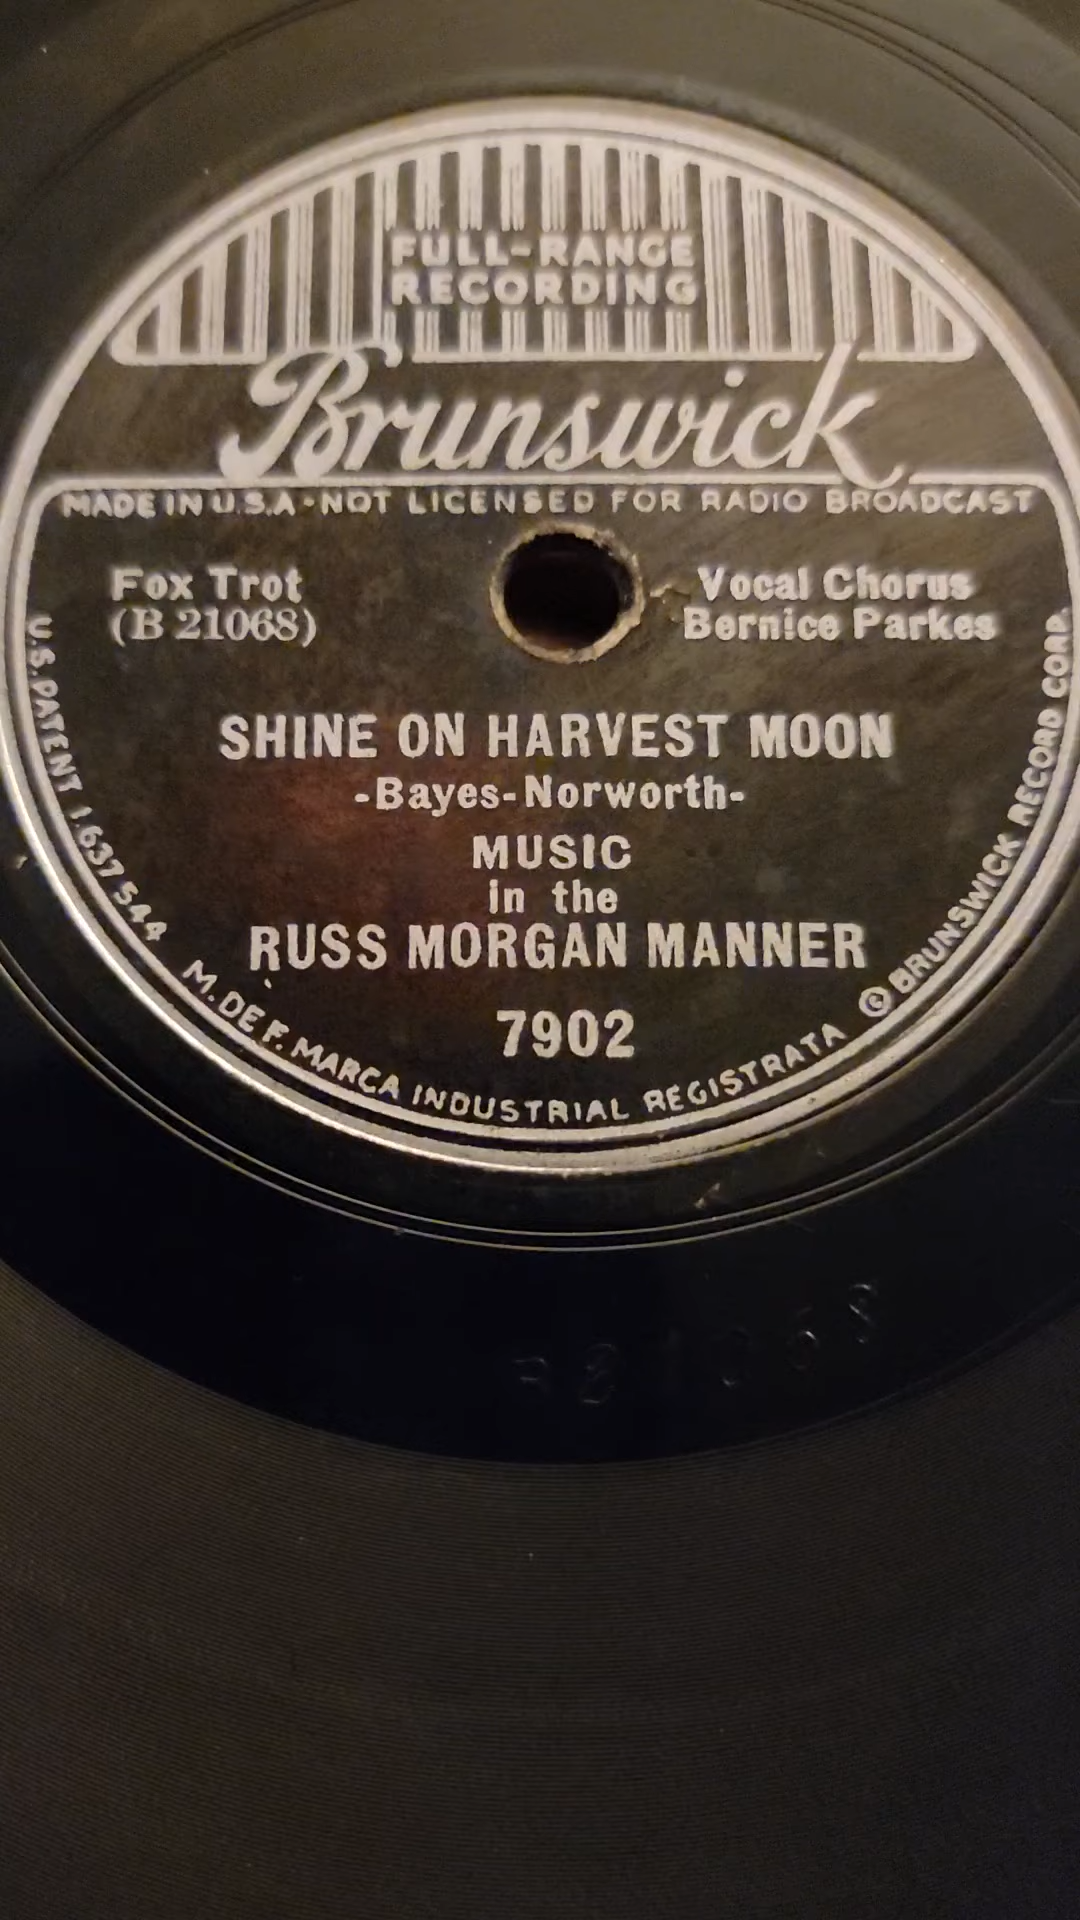 FULL-RANGE
RECORDING
Brunswick
MADE IN U.S.A - NOT LICENSED FOR RADIO BROADCAST
Fox Trot
(B 21068)
Vocal Chorus
Bernice Parkes
SHINE ON HARVEST MOON
-Bayes-Norworth-
MUSIC
in the
RUSS MORGAN MANNER
7902
U.S. PATENT 1.637 544
M. DE F. MARCA INDUSTRIAL REGISTRATA
© BRUNSWICK RECORD CORP.